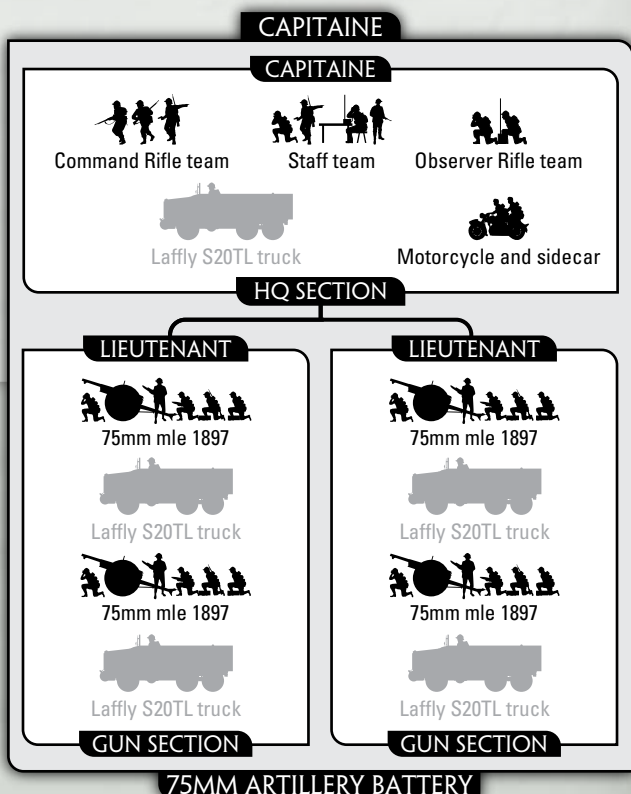 CAPITAINE
CAPITAINE
Command Rifle team
Staff team
Observer Rifle team
Laffly S20TL truck
Motorcycle and sidecar
HQ SECTION
LIEUTENANT
75mm mle 1897
Laffly S20TL truck
75mm mle 1897
Laffly S20TL truck
GUN SECTION
LIEUTENANT
75mm mle 1897
Laffly S20TL truck
75mm mle 1897
Laffly S20TL truck
GUN SECTION
75MM ARTILLERY BATTERY